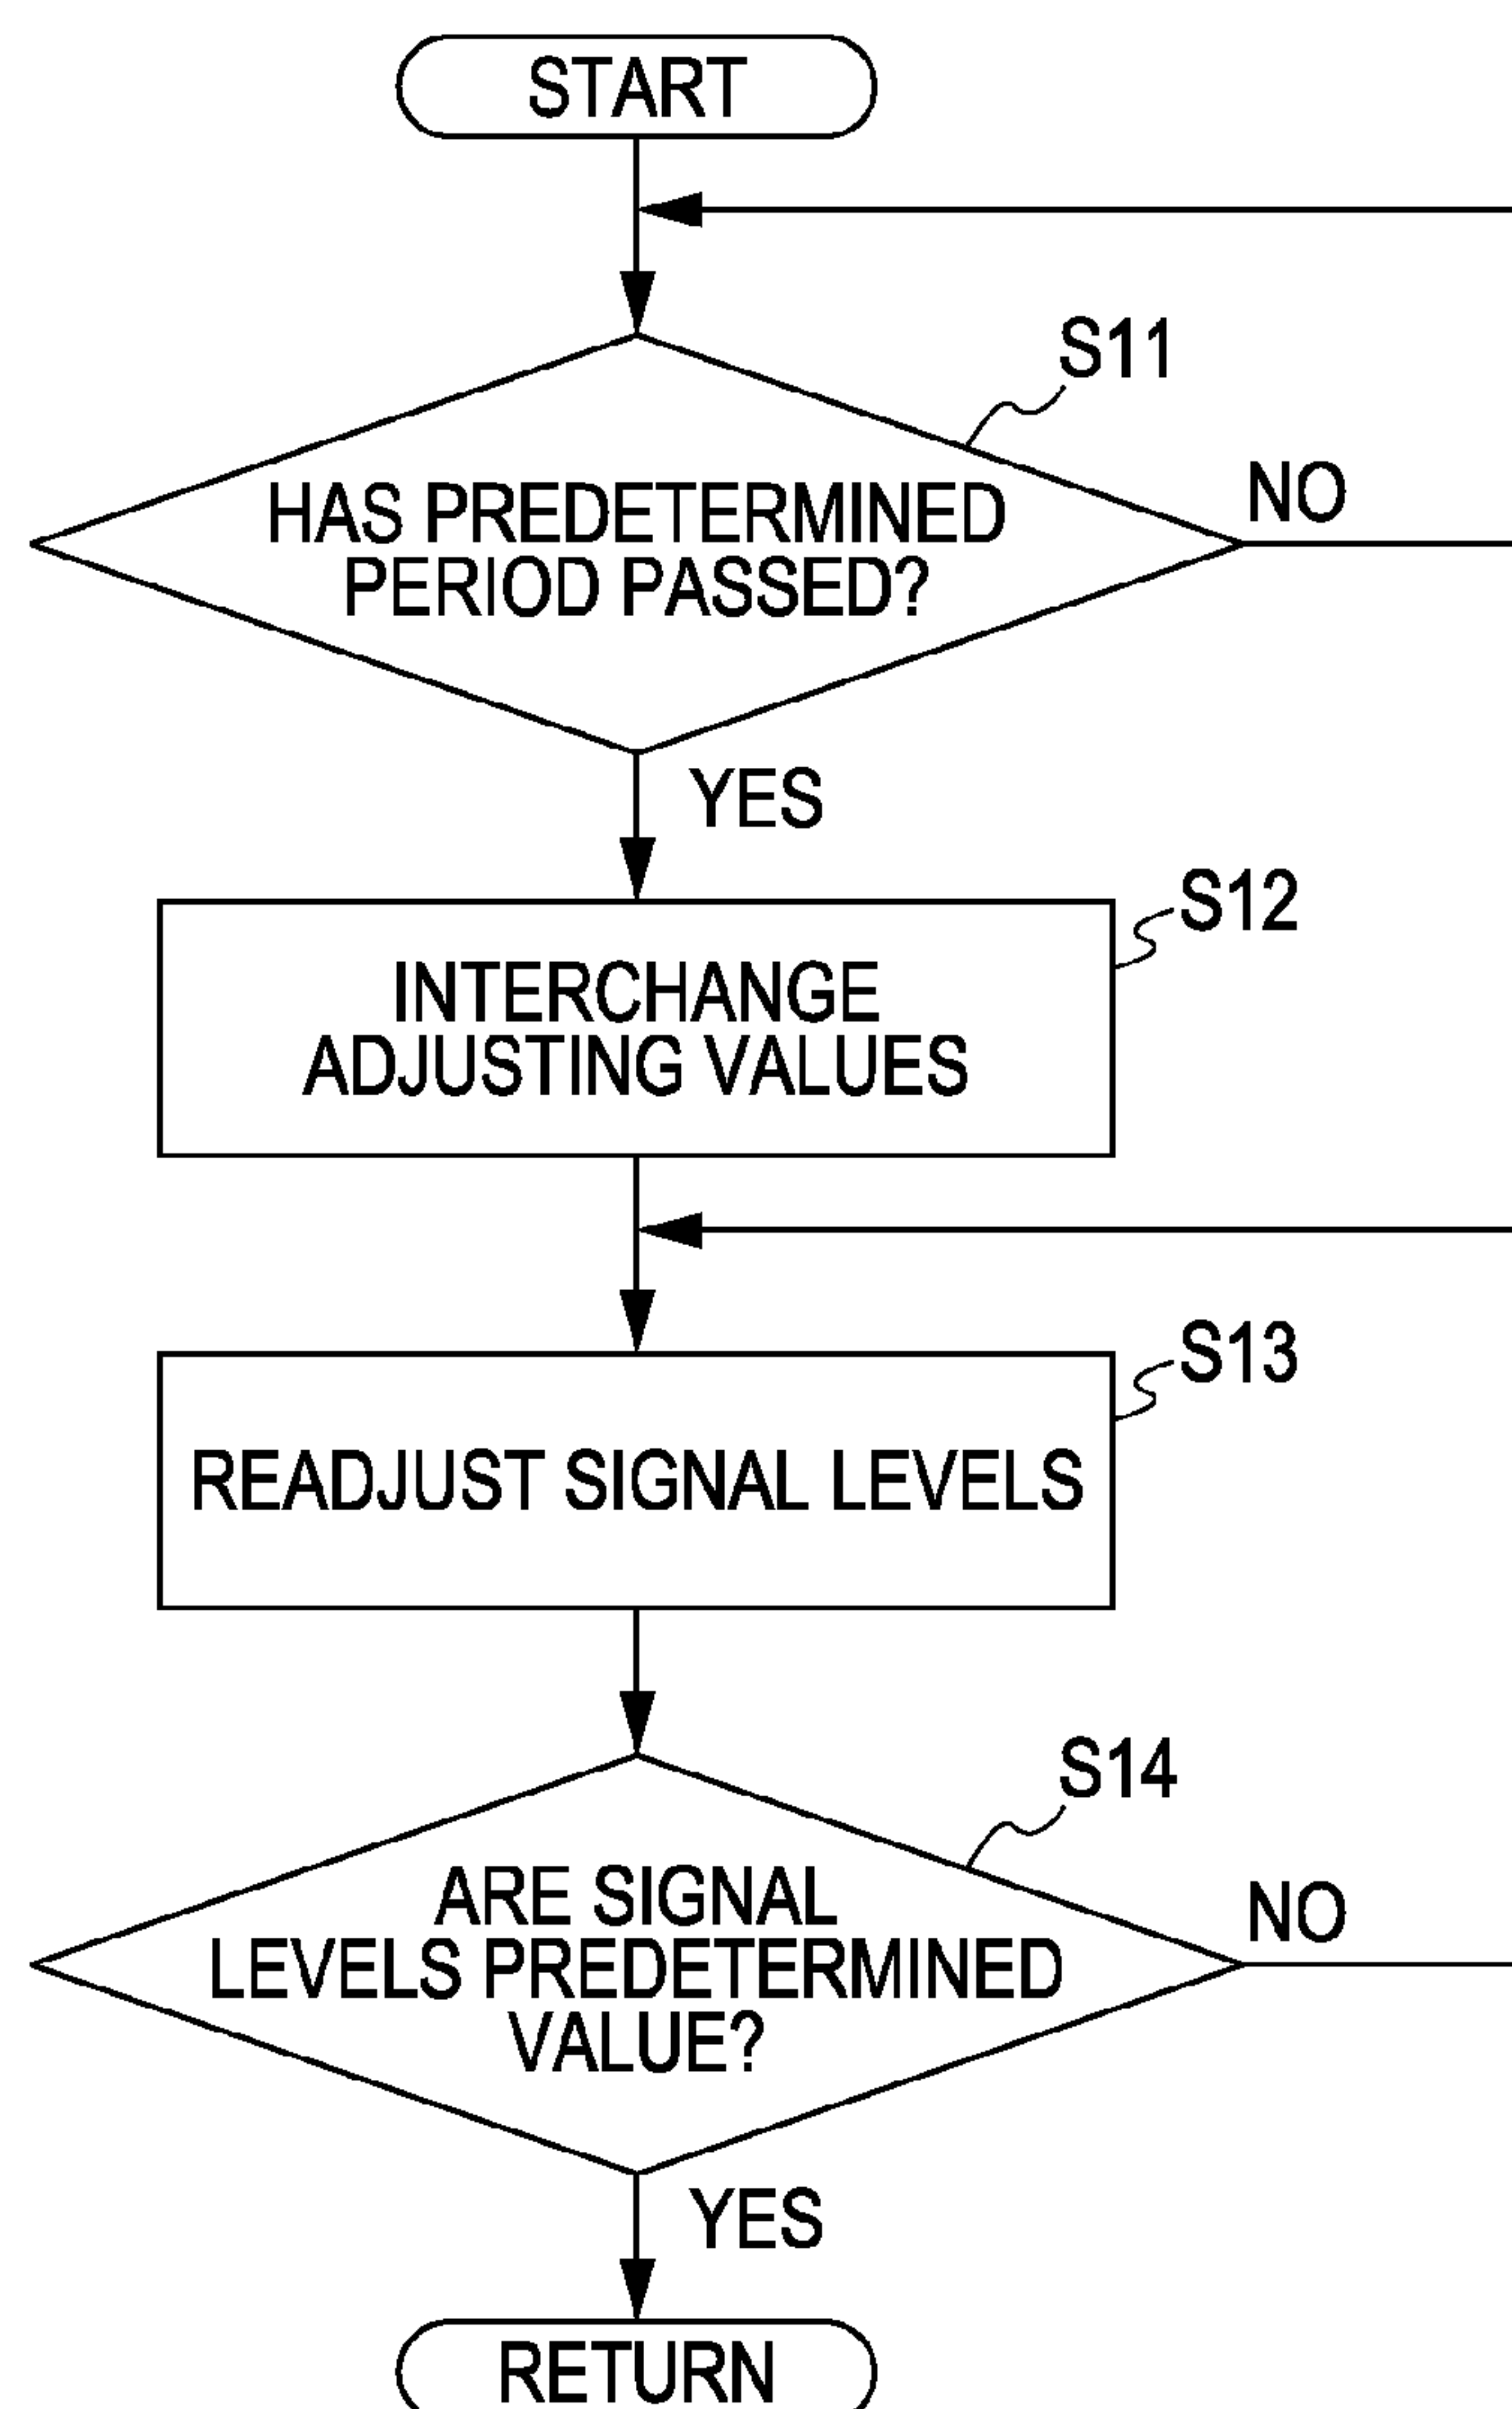 START
S11
HAS PREDETERMINED
PERIOD PASSED?
NO
YES
S12
INTERCHANGE
ADJUSTING VALUES
S13
READJUST SIGNAL LEVELS
S14
ARE SIGNAL
LEVELS PREDETERMINED
VALUE?
NO
YES
RETURN